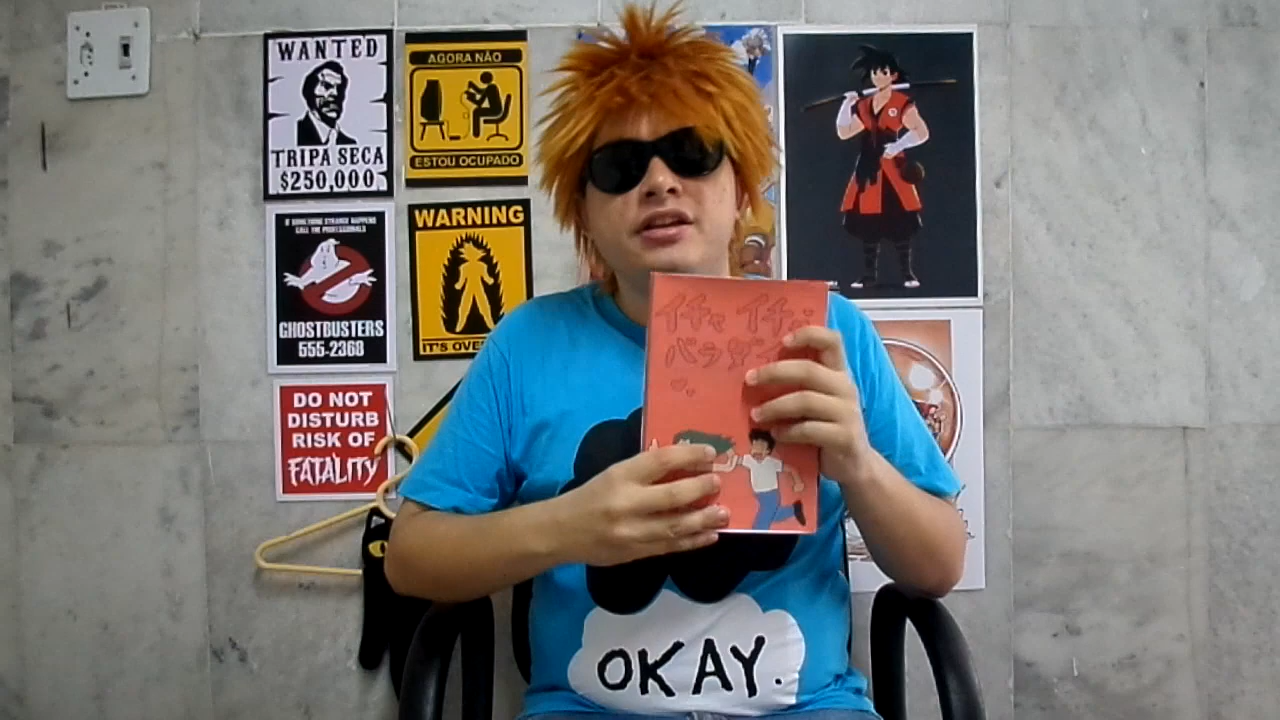 WANTED
TRIPA SECA
$250,000
AGORA NÃO
ESTOU OCUPADO
IF SOMETHING STRANGE HAPPENS
CALL THE PROFESSIONALS
GHOSTBUSTERS
555-2368
WARNING
IT'S OVE
DO NOT
DISTURB
RISK OF
FATALITY
イチャ イチャ
パラダイ
OKAY.